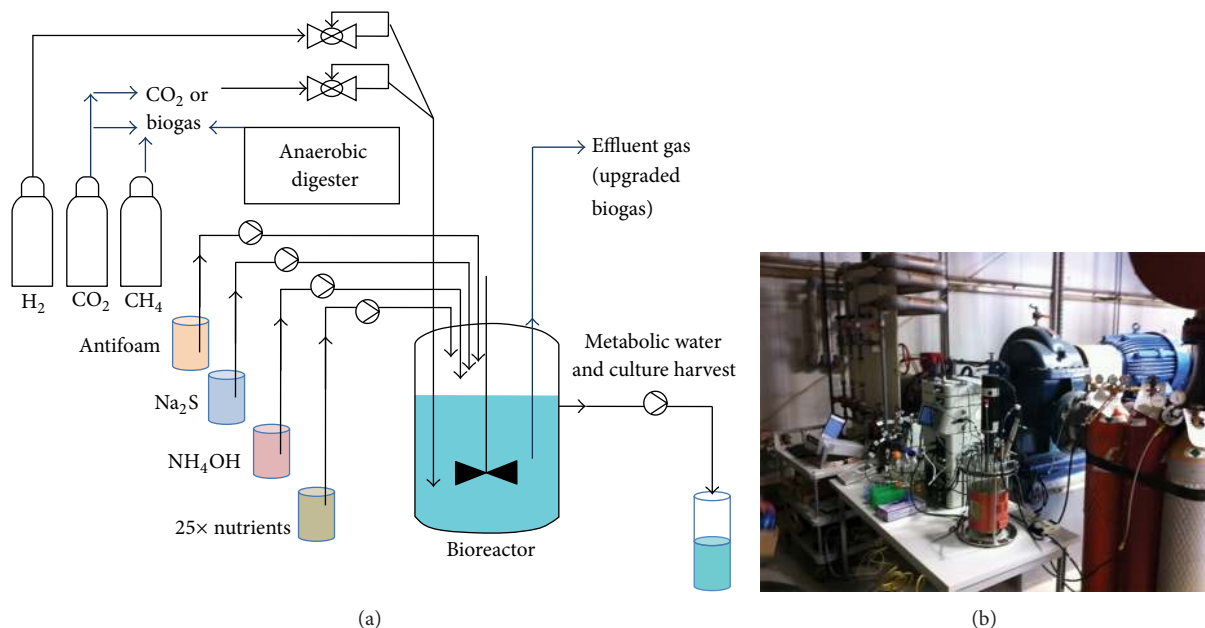 CO₂ or
biogas
Anaerobic
digester
Effluent gas
(upgraded
biogas)
H₂
CO₂
CH₄
Antifoam
Na₂S
NH₄OH
25× nutrients
Metabolic water
and culture harvest
Bioreactor
(a)
(b)